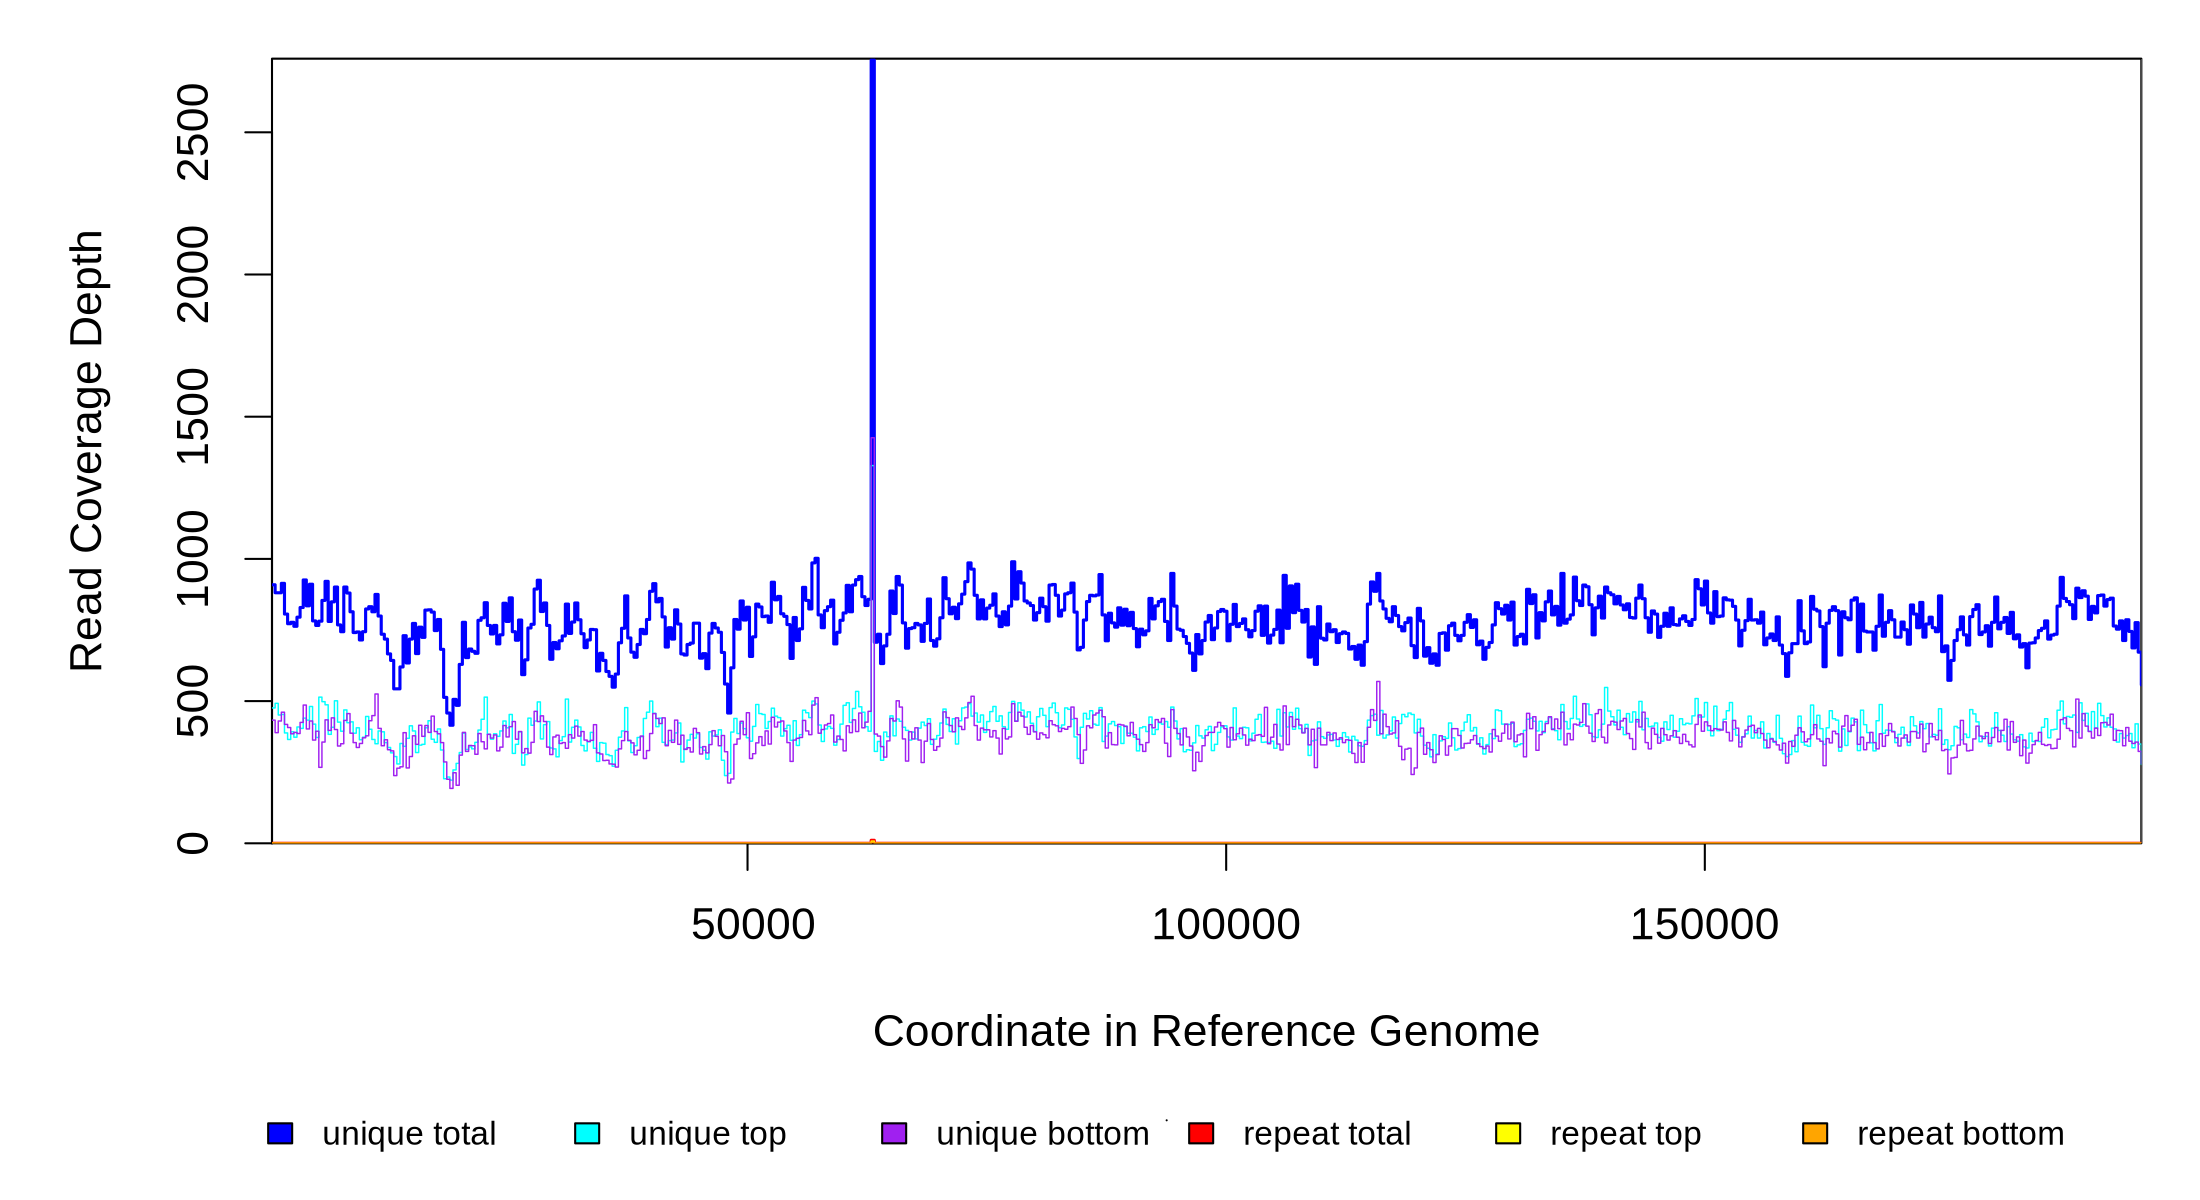 2500
2000
1500
1000
500
0
Read Coverage Depth
50000 100000 150000
Coordinate in Reference Genome
unique total unique top unique bottom repeat total repeat top repeat bottom